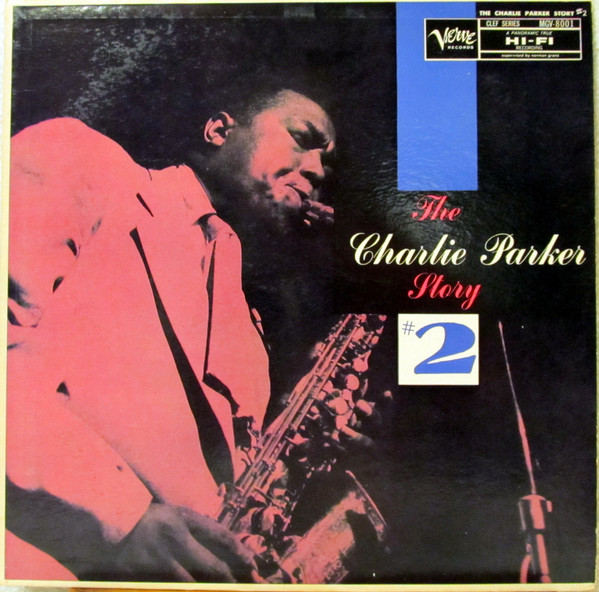 THE CHARLIE PARKER STORY #2
Verve
RECORDS
CLEF SERIES MGV-8001
A PANORAMIC TRUE
HI-FI
RECORDING
supervised by norman granz
The
Charlie Parker
Story
#2